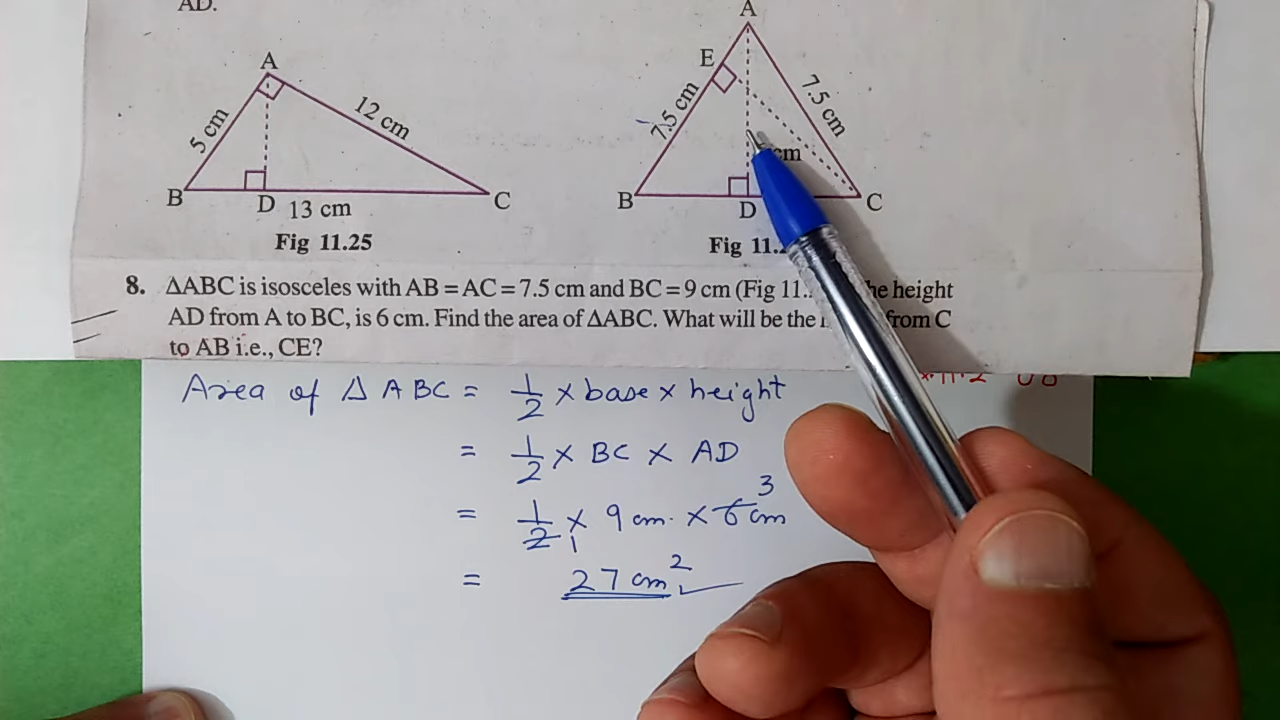 AD.
A
5 cm
12 cm
B
D
13 cm
C
Fig 11.25
A
E
7.5 cm
7.5 cm
cm
B
D
C
Fig 11.
8. ΔABC is isosceles with AB = AC = 7.5 cm and BC = 9 cm (Fig 11. height
AD from A to BC, is 6 cm. Find the area of ΔABC. What will be the from C
to AB i.e., CE?
Area of Δ ABC = 1/2 × base × height
= 1/2 × BC × AD
= 1/2 1 × 9 cm. × 6 3 cm
= 27 cm²